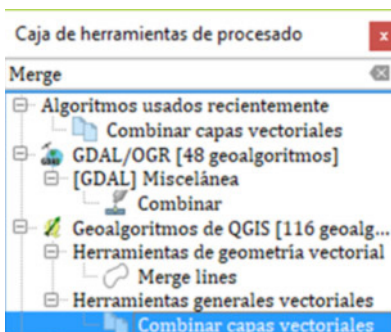 Caja de herramientas de procesado
x
Merge
Algoritmos usados recientemente
Combinar capas vectoriales
GDAL/OGR [48 geoalgoritmos]
[GDAL] Miscelánea
Combinar
Geoalgoritmos de QGIS [116 geoalg...
Herramientas de geometría vectorial
Merge lines
Herramientas generales vectoriales
Combinar capas vectoriales